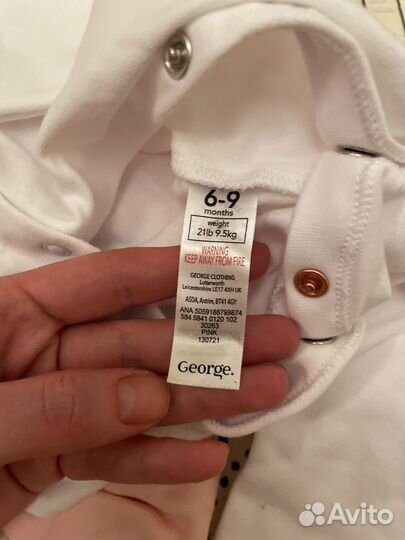 6-9
months
weight
21lb 9.5kg
WARNING
KEEP AWAY FROM FIRE
GEORGE CLOTHING
Lutterworth
Leicestershire LE17 4XH UK
ASDA, Antrim, BT41 4GY
ANA 5059188799874
584 5841 0120 102
30263
PINK
130721
George.
Avito